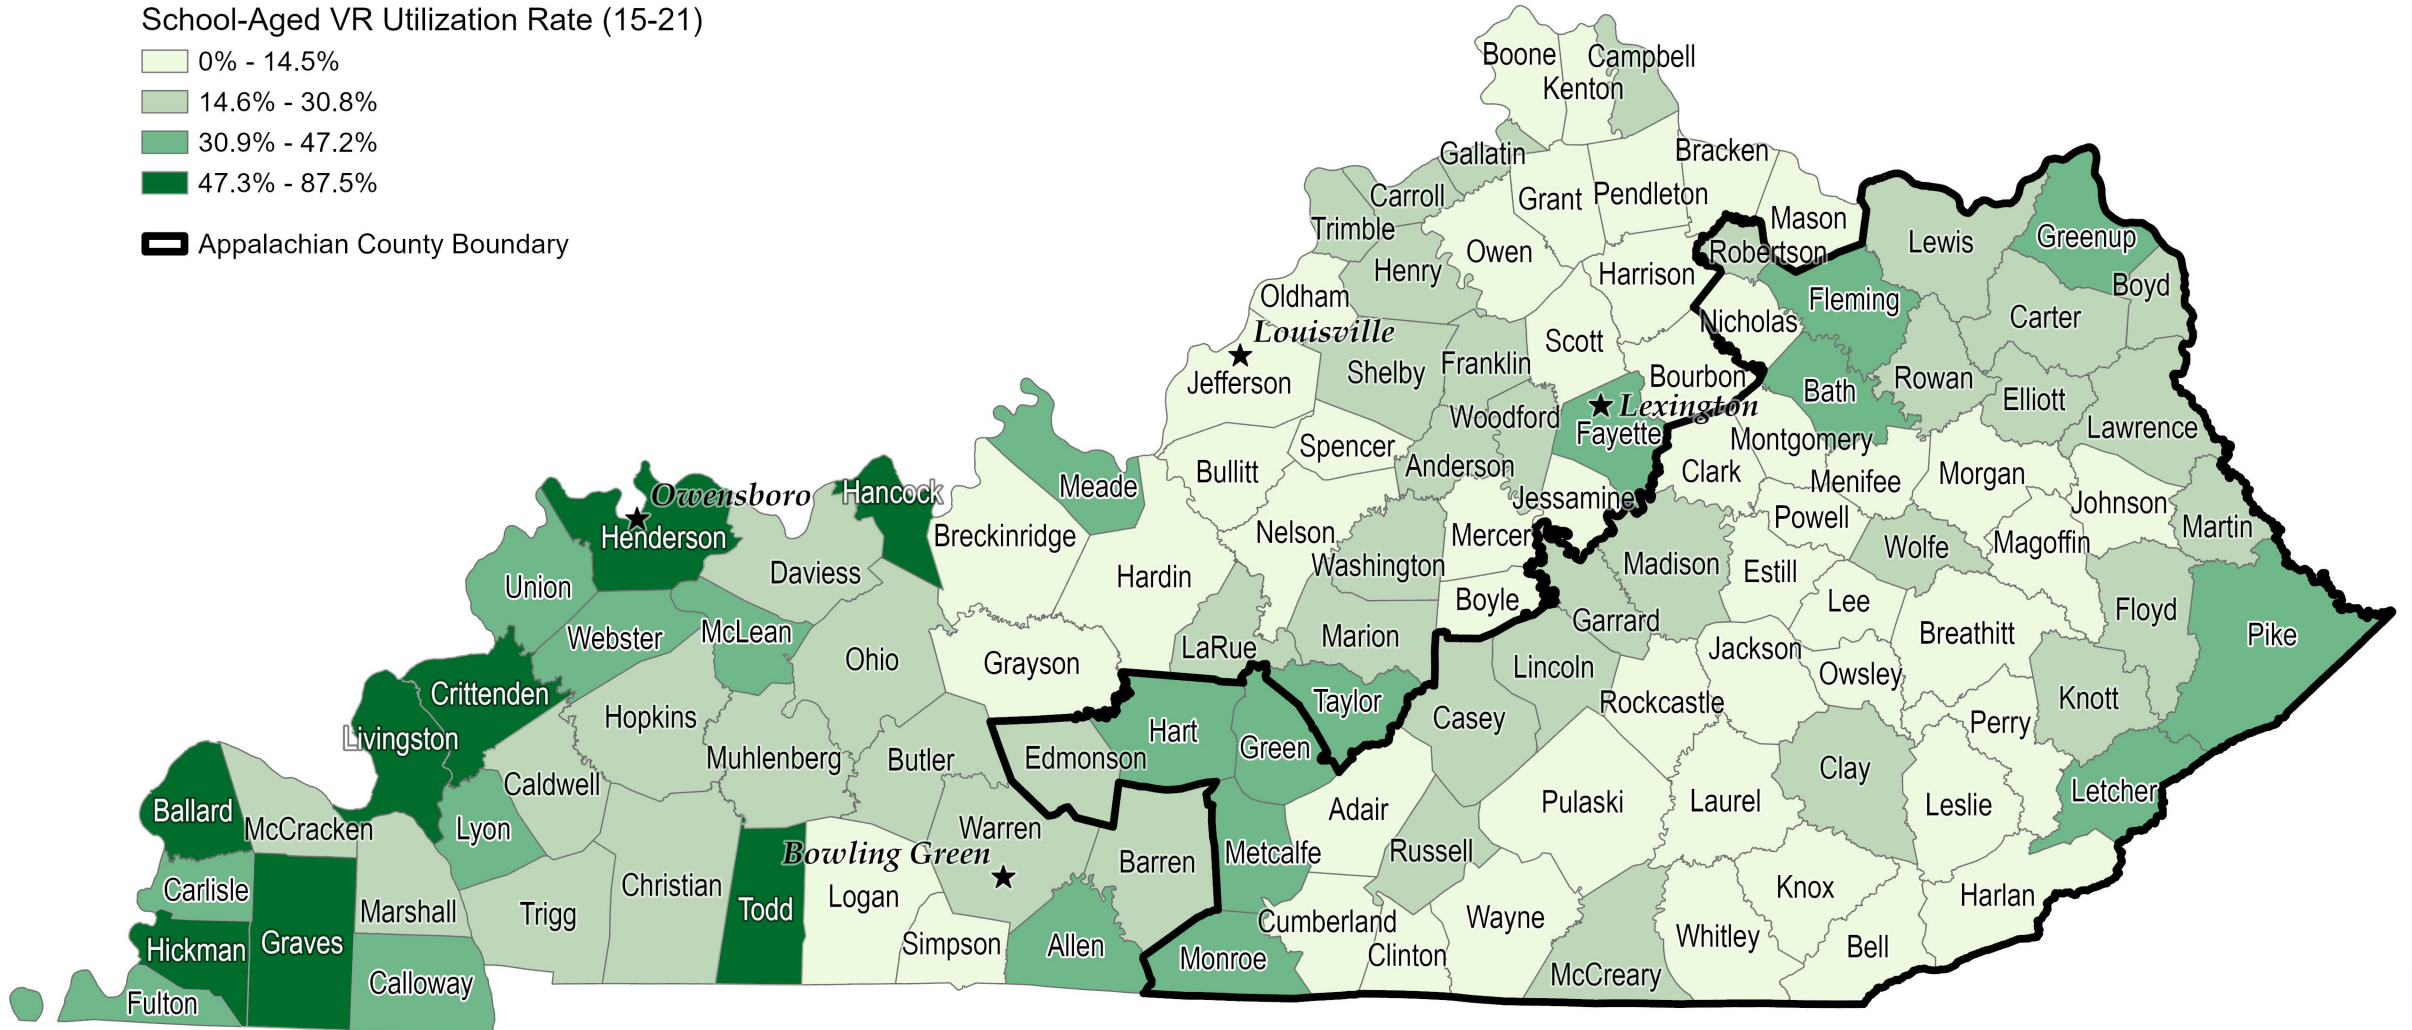 School-Aged VR Utilization Rate (15-21)
0% - 14.5%
14.6% - 30.8%
30.9% - 47.2%
47.3% - 87.5%
Appalachian County Boundary
Boone
Campbell
Kenton
Gallatin
Bracken
Carroll
Grant
Pendleton
Trimble
Mason
Owen
Robertson
Lewis
Greenup
Henry
Harrison
Boyd
Oldham
Fleming
Louisville
Nicholas
Carter
Scott
Jefferson
Shelby
Franklin
Bourbon
Bath
Rowan
Elliott
Lexington
Woodford
Fayette
Montgomery
Lawrence
Spencer
Anderson
Clark
Bullitt
Meade
Owensboro
Hancock
Jessamine
Menifee
Morgan
Johnson
Henderson
Breckinridge
Nelson
Mercer
Powell
Martin
Washington
Magoffin
Wolfe
Daviess
Hardin
Madison
Estill
Union
Boyle
Lee
Floyd
Webster
McLean
Garrard
Marion
LaRue
Breathitt
Pike
Ohio
Grayson
Jackson
Lincoln
Owsley
Crittenden
Taylor
Rockcastle
Knott
Hopkins
Hart
Casey
Perry
Livingston
Green
Muhlenberg
Butler
Edmonson
Clay
Caldwell
Letcher
Pulaski
Laurel
Leslie
Ballard
Adair
McCracken
Lyon
Warren
Bowling Green
Metcalfe
Russell
Barren
Carlisle
Christian
Logan
Knox
Harlan
Marshall
Trigg
Todd
Cumberland
Wayne
Hickman
Graves
Simpson
Allen
Whitley
Bell
Monroe
Clinton
McCreary
Calloway
Fulton